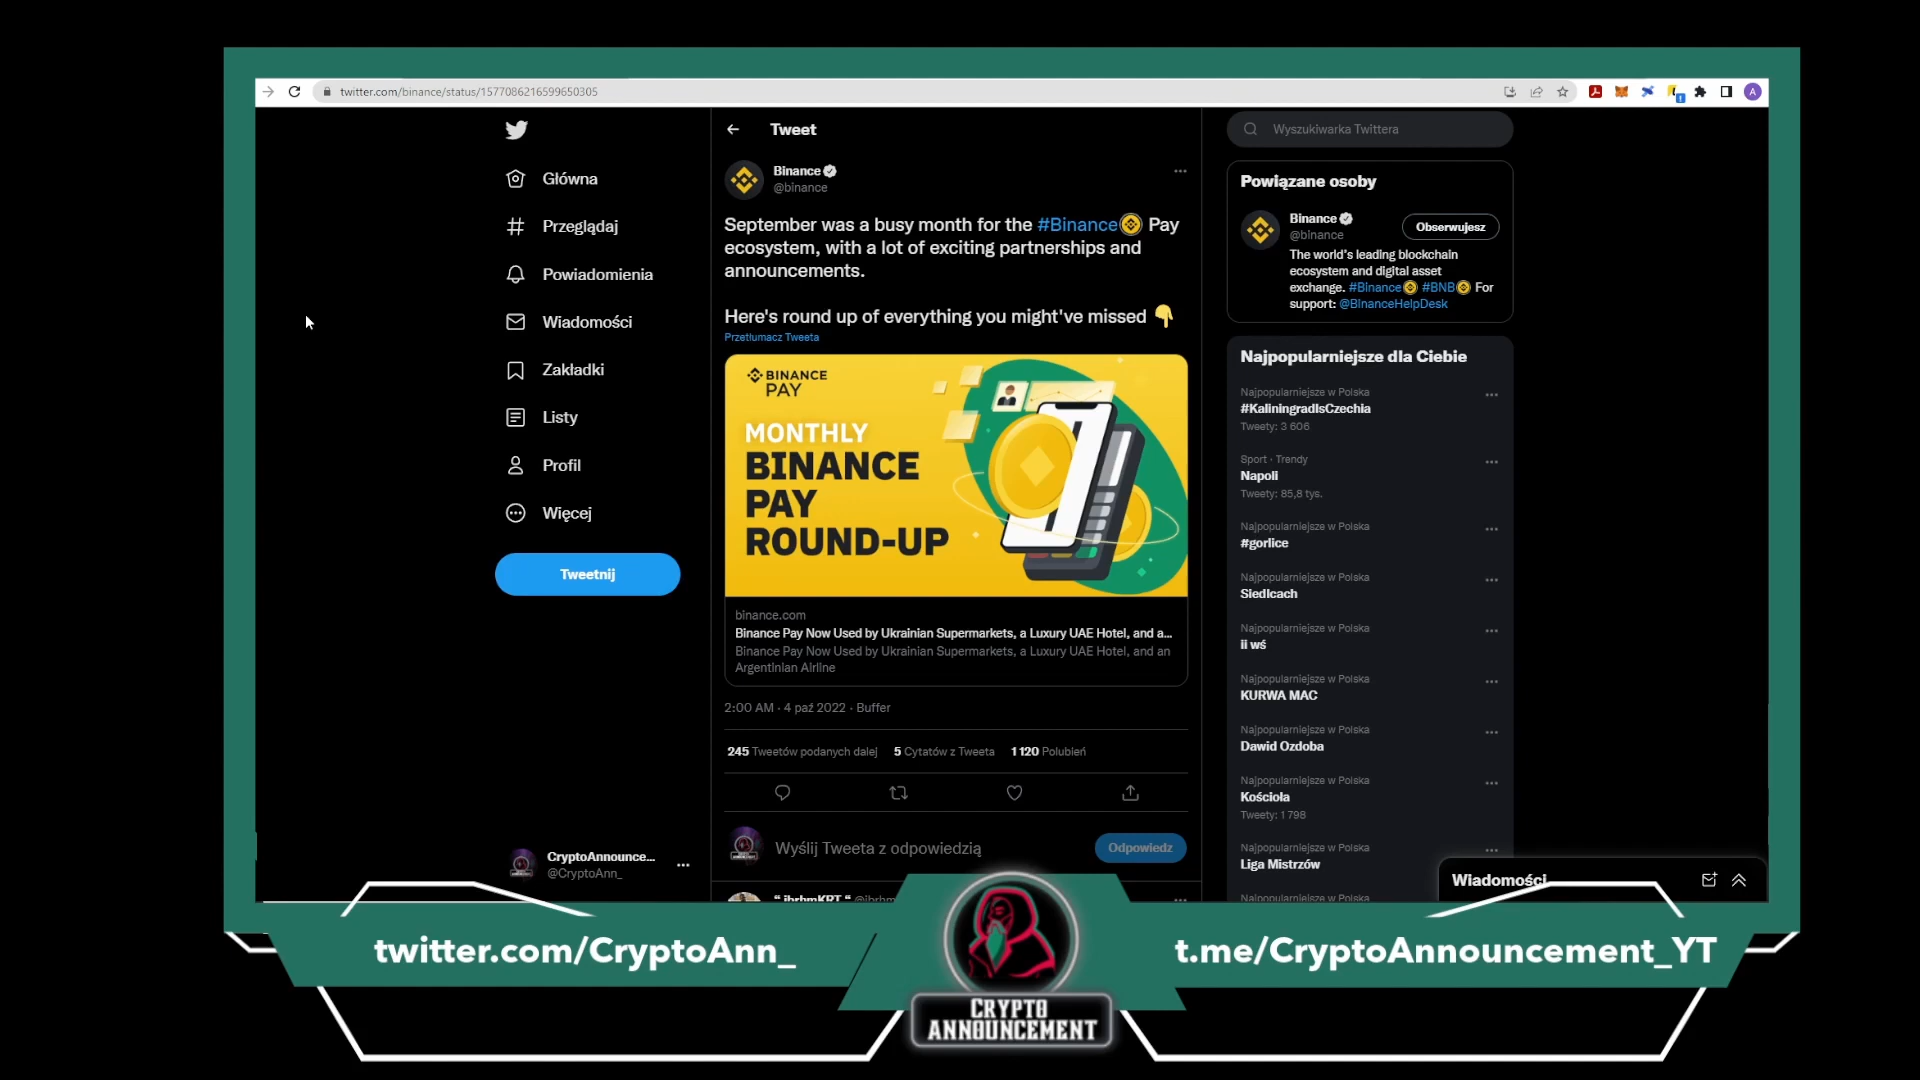 twitter.com/binance/status/1577086216599650305
A
Główna
Przeglądaj
Powiadomienia
Wiadomości
Zakładki
Listy
Profil
Więcej
Tweetnij
CryptoAnnounce...
@CryptoAnn_
Tweet
Binance
@binance
September was a busy month for the #Binance Pay
ecosystem, with a lot of exciting partnerships and
announcements.
Here's round up of everything you might've missed
Przetłumacz Tweeta
BINANCE
PAY
MONTHLY
BINANCE
PAY
ROUND-UP
binance.com
Binance Pay Now Used by Ukrainian Supermarkets, a Luxury UAE Hotel, and a...
Binance Pay Now Used by Ukrainian Supermarkets, a Luxury UAE Hotel, and an
Argentinian Airline
2:00 AM · 4 paź 2022 · Buffer
245 Tweetów podanych dalej 5 Cytatów z Tweeta 1 120 Polubień
Wyślij Tweeta z odpowiedzią
Odpowiedz
Wyszukiwarka Twittera
Powiązane osoby
Binance
@binance
Obserwujesz
The world's leading blockchain
ecosystem and digital asset
exchange. #Binance #BNB For
support: @BinanceHelpDesk
Najpopularniejsze dla Ciebie
Najpopularniejsze w Polska
#KaliningradIsCzechia
Tweety: 3 606
Sport · Trendy
Napoli
Tweety: 85,8 tys.
Najpopularniejsze w Polska
#gorlice
Najpopularniejsze w Polska
Siedlcach
Najpopularniejsze w Polska
ii wś
Najpopularniejsze w Polska
KURWA MAC
Najpopularniejsze w Polska
Dawid Ozdoba
Najpopularniejsze w Polska
Kościoła
Tweety: 1 798
Najpopularniejsze w Polska
Liga Mistrzów
Najpopularniejsze w Polska
Wiadomości
twitter.com/CryptoAnn_
t.me/CryptoAnnouncement_YT
CRYPTO
ANNOUNCEMENT